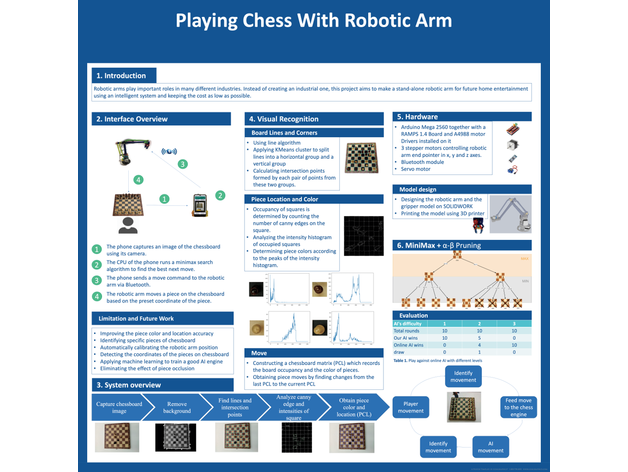 Playing Chess With Robotic Arm
1. Introduction
Robotic arms play important roles in many different industries. Instead of creating an industrial one, this project aims to make a stand-alone robotic arm for future home entertainment
using an intelligent system and keeping the cost as low as possible.
2. Interface Overview
4
3
1
2
1 The phone captures an image of the chessboard
using its camera.
2 The CPU of the phone runs a minimax search
algorithm to find the best next move.
3 The phone sends a move command to the robotic
arm via Bluetooth.
4 The robotic arm moves a piece on the chessboard
based on the preset coordinate of the piece.
Limitation and Future Work
• Improving the piece color and location accuracy
• Identifying specific pieces of chessboard
• Automatically calibrating the robotic arm position
• Detecting the coordinates of the pieces on chessboard
• Applying machine learning to train a good AI engine
• Eliminating the effect of piece occlusion
3. System overview
Capture chessboard
image
Remove
background
Find lines and
intersection
points
Analyze canny
edge and
intensities of
square
Obtain piece
color and
location (PCL)
4. Visual Recognition
Board Lines and Corners
• Using line algorithm
• Applying KMeans cluster to split
lines into a horizontal group and a
vertical group
• Calculating intersection points
formed by each pair of points from
these two groups.
Piece Location and Color
• Occupancy of squares is
determined by counting the
number of canny edges on the
square.
• Analyzing the intensity histogram
of occupied squares
• Determining piece colors according
to the peaks of the intensity
histogram.
Move
• Constructing a chessboard matrix (PCL) which records
the board occupancy and the color of pieces.
• Obtaining piece moves by finding changes from the
last PCL to the current PCL
5. Hardware
• Arduino Mega 2560 together with a
RAMPS 1.4 Board and A4988 motor
Drivers installed on it
• 3 stepper motors controlling robotic
arm end pointer in x, y and z axes.
• Bluetooth module
• Servo motor
Model design
• Designing the robotic arm and the
gripper model on SOLIDWORK
• Printing the model using 3D printer
6. MiniMax + α-β Pruning
Evaluation
AI's difficulty 1 2 3
Total rounds 10 10 10
Our AI wins 10 5 0
Online AI wins 0 4 10
draw 0 1 0
Table 1. Play against online AI with different levels
Identify
movement
Player
movement
Feed move
to the chess
engine
Identify
movement
AI
movement